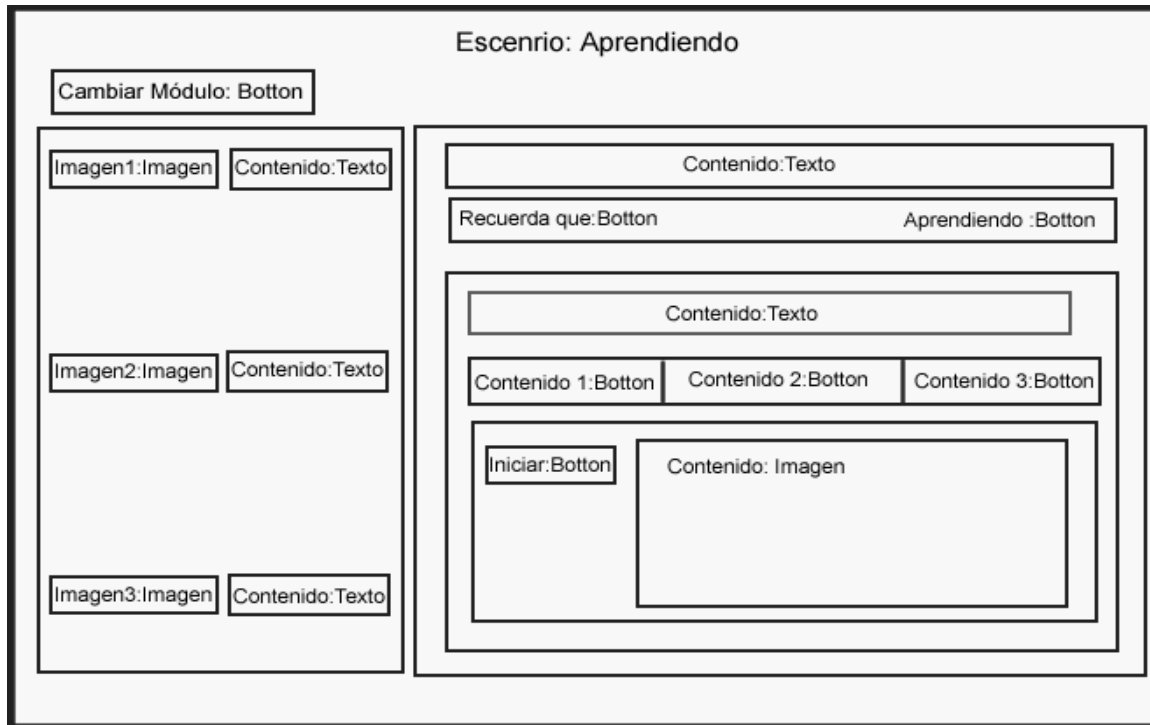 Escenrio: Aprendiendo
Cambiar Módulo: Botton
Imagen1:Imagen
Contenido:Texto
Imagen2:Imagen
Contenido:Texto
Imagen3:Imagen
Contenido:Texto
Contenido:Texto
Recuerda que:Botton
Aprendiendo :Botton
Contenido:Texto
Contenido 1:Botton
Contenido 2:Botton
Contenido 3:Botton
Iniciar:Botton
Contenido: Imagen